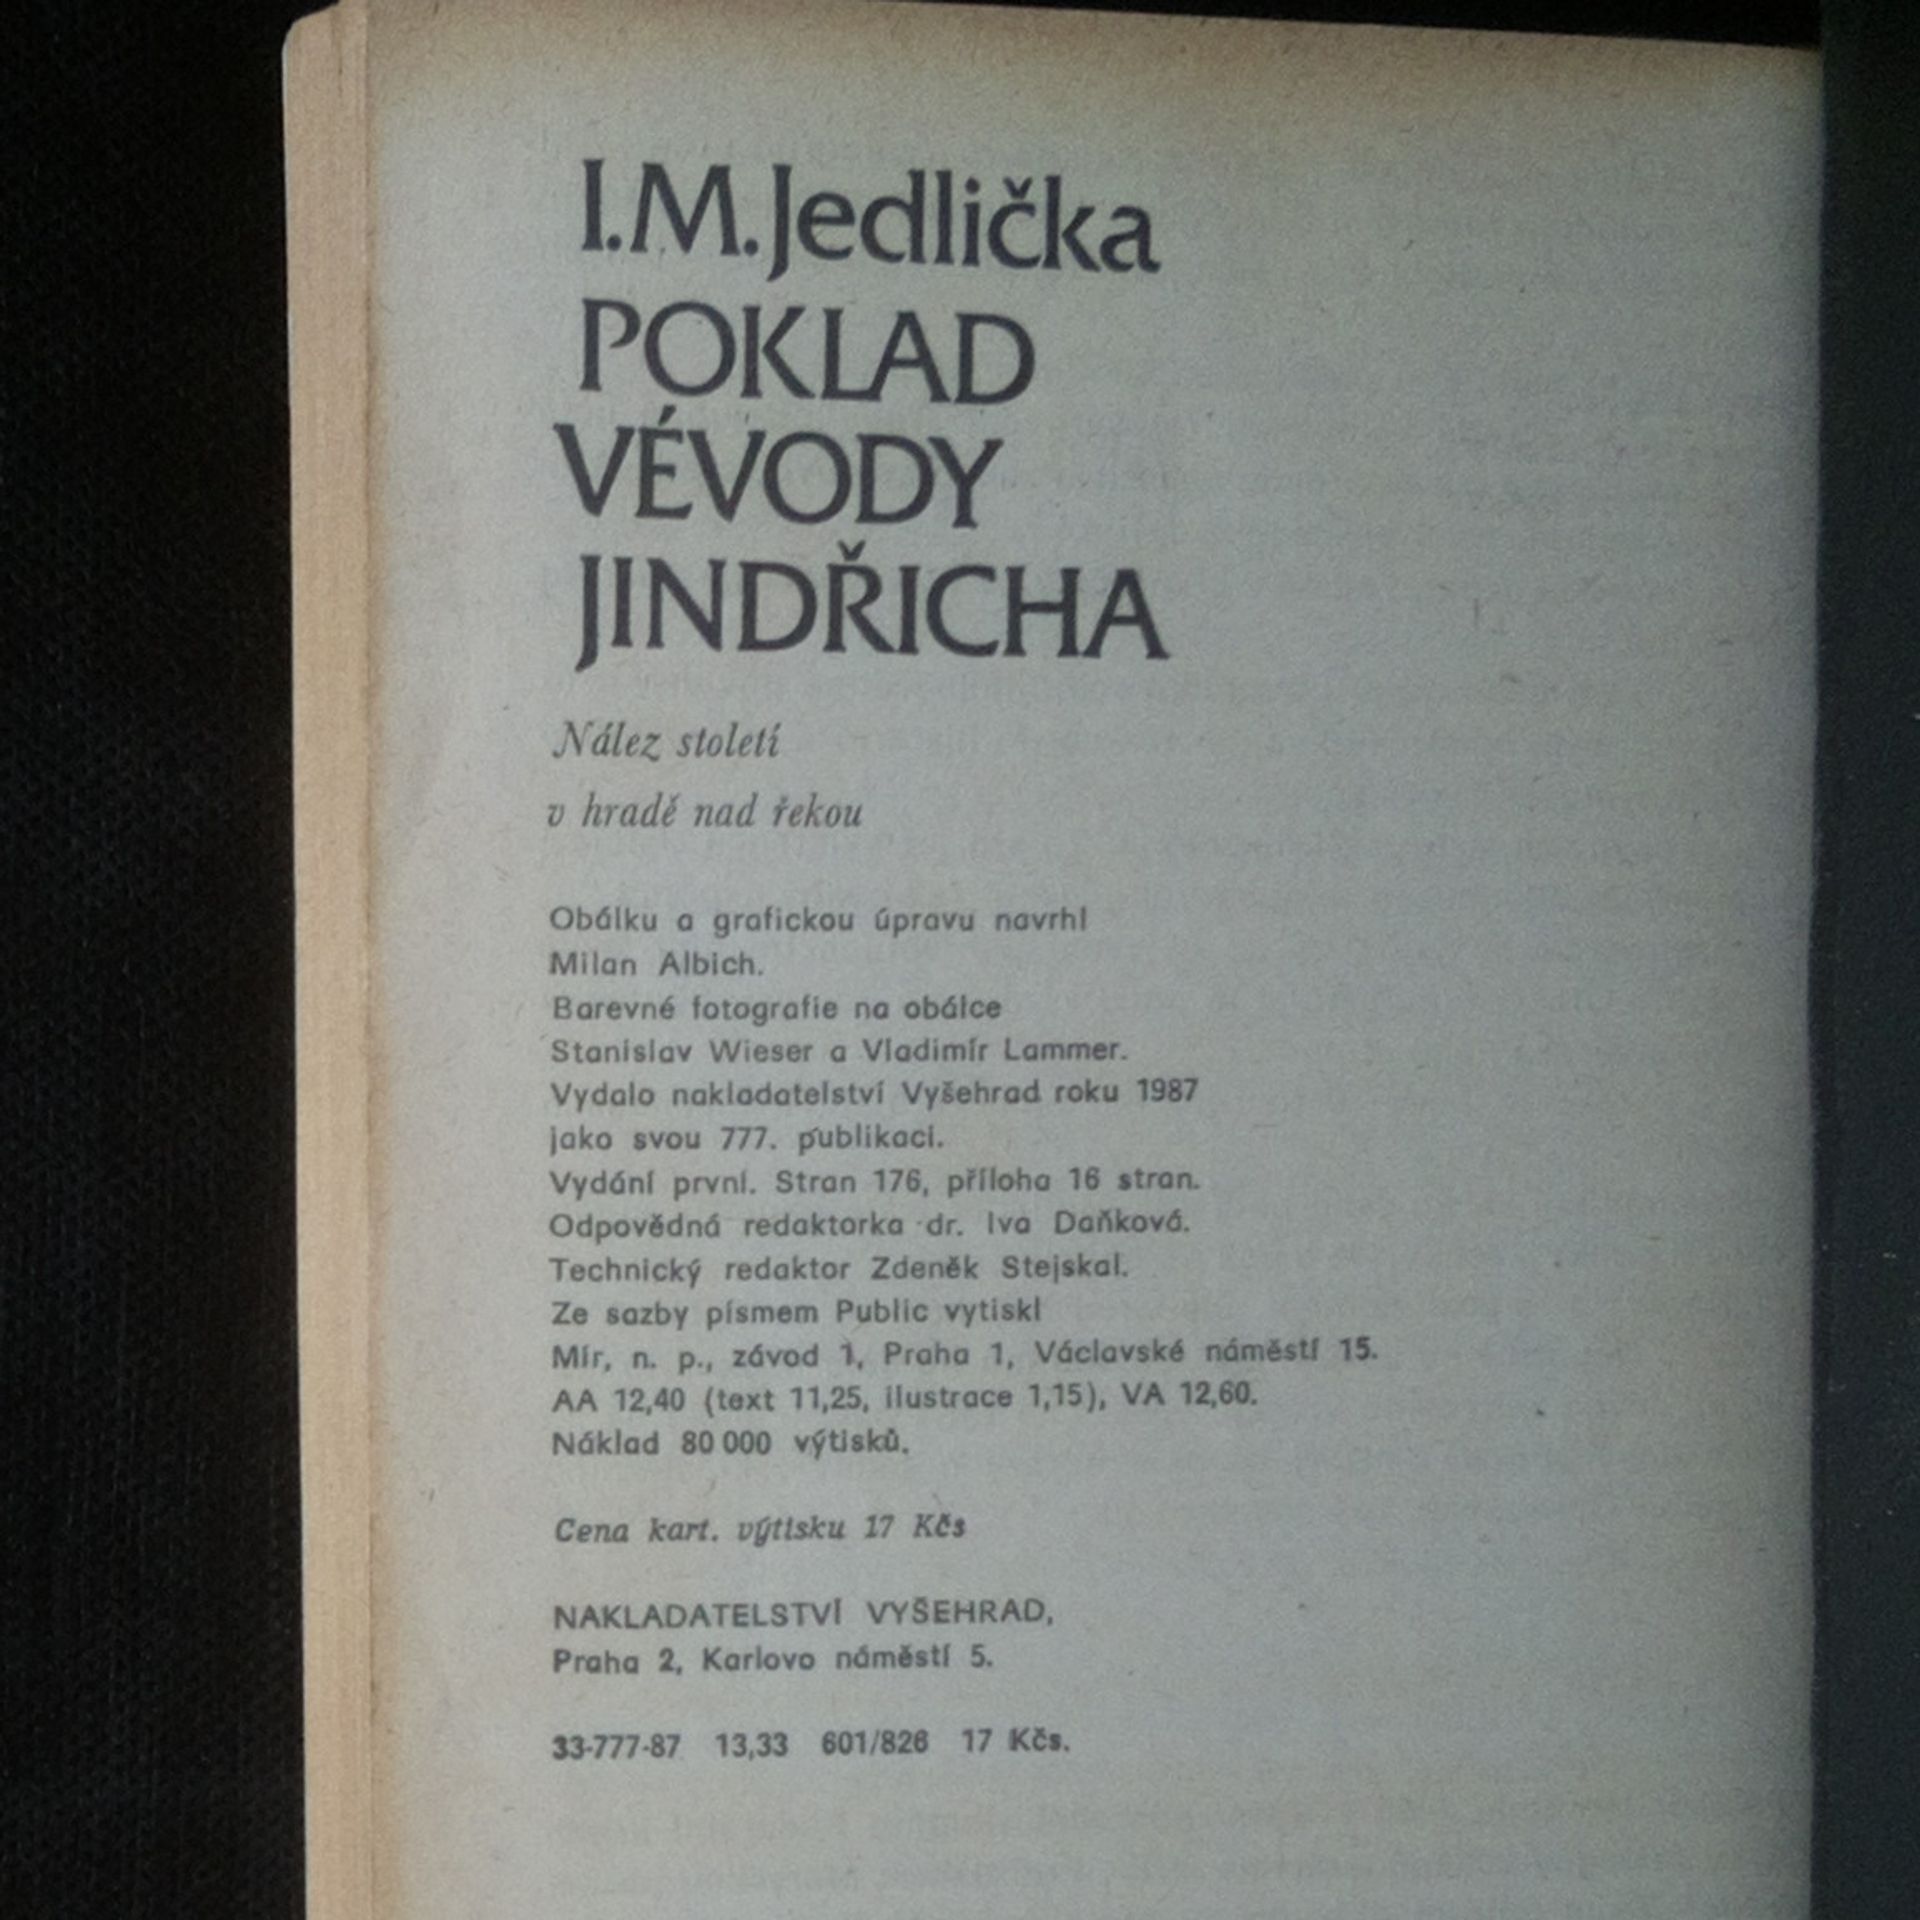 I.M.Jedlička
POKLAD
VÉVODY
JINDŘICHA
Nález století
v hradě nad řekou
Obálku a grafickou úpravu navrhl
Milan Albich.
Barevné fotografie na obálce
Stanislav Wieser a Vladimír Lammer.
Vydalo nakladatelství Vyšehrad roku 1987
jako svou 777. publikaci.
Vydání první. Stran 176, příloha 16 stran.
Odpovědná redaktorka dr. Iva Daňková.
Technický redaktor Zdeněk Stejskal.
Ze sazby písmem Public vytiskl
Mír, n. p., závod 1, Praha 1, Václavské náměstí 15.
AA 12,40 (text 11,25, ilustrace 1,15), VA 12,60.
Náklad 80 000 výtisků.
Cena kart. výtisku 17 Kčs
NAKLADATELSTVÍ VYŠEHRAD,
Praha 2, Karlovo náměstí 5.
33-777-87 13,33 601/826 17 Kčs.